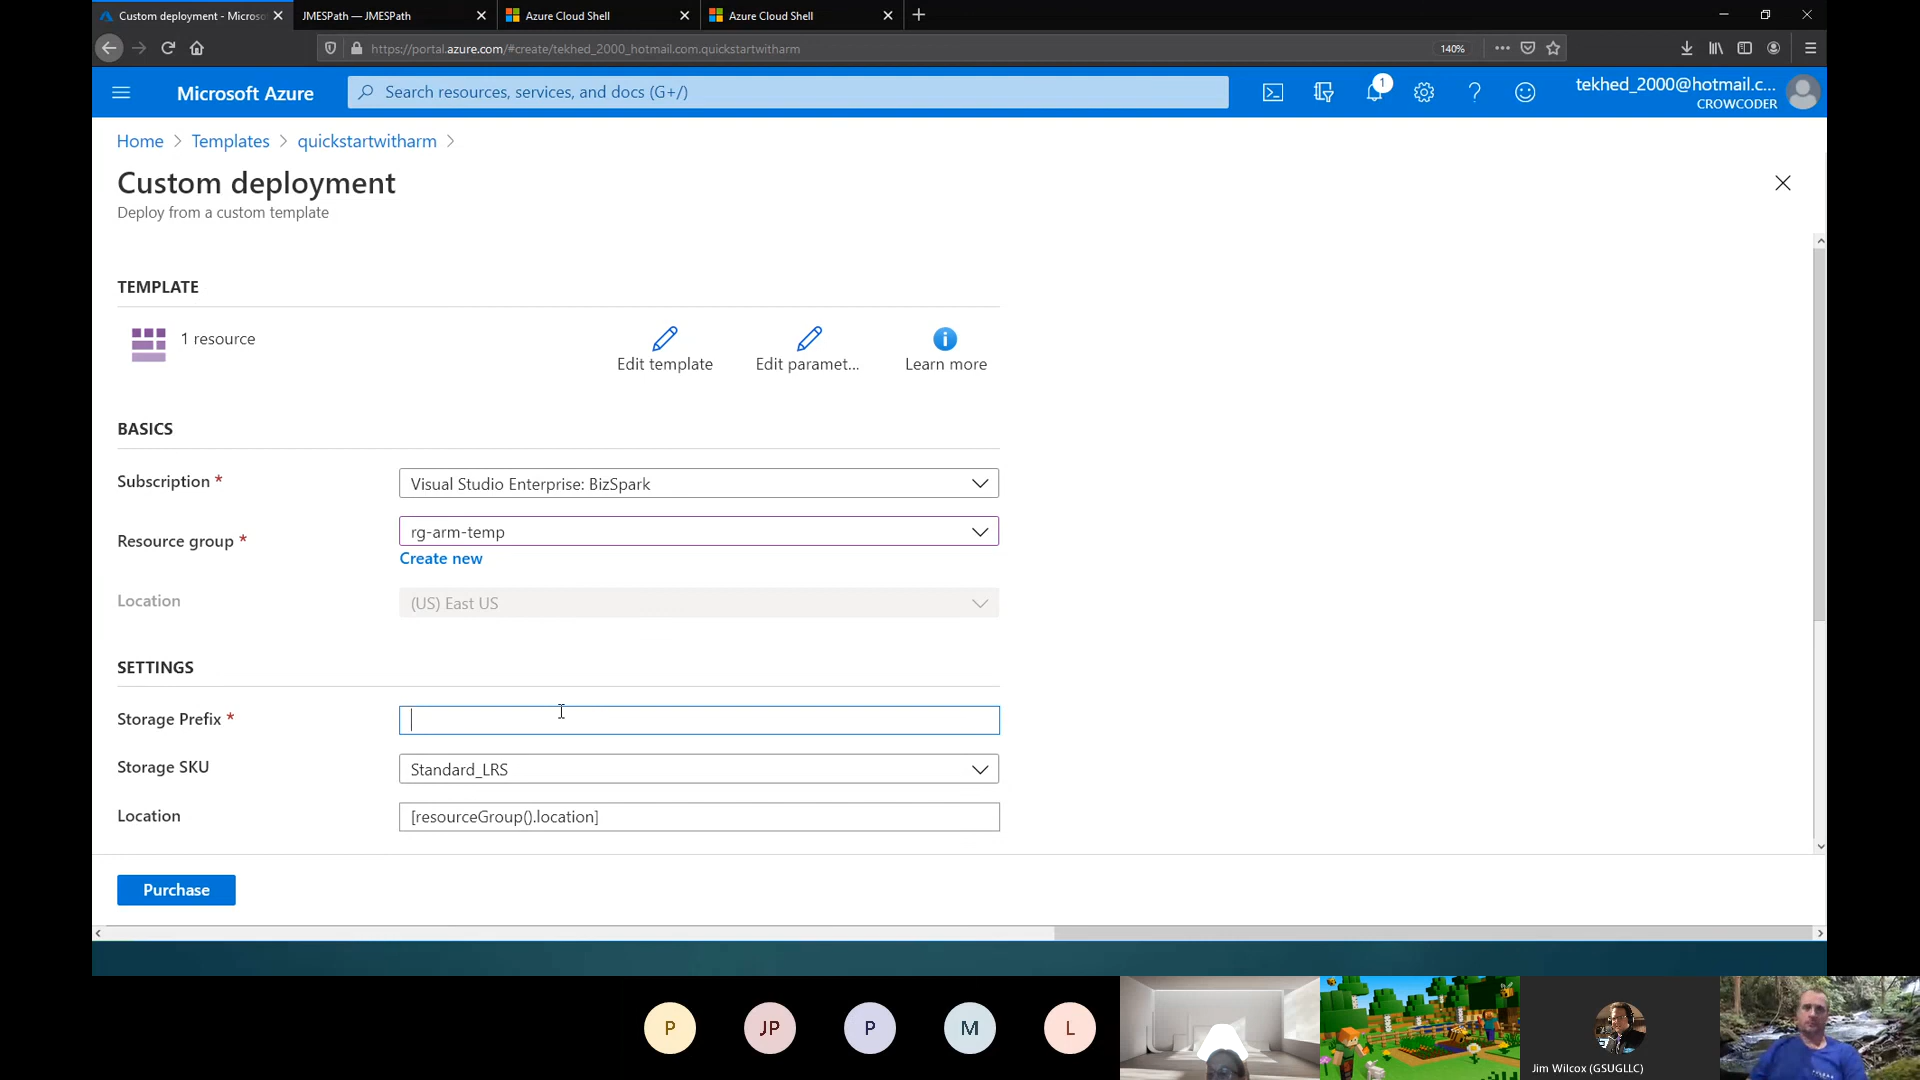 Custom deployment - Microso
JMESPath — JMESPath
Azure Cloud Shell
Azure Cloud Shell
https://portal.azure.com/#create/tekhed_2000_hotmail.com.quickstartwitharm
140%
Microsoft Azure
Search resources, services, and docs (G+/)
1
tekhed_2000@hotmail.c...
CROWCODER
Home > Templates > quickstartwitharm >
Custom deployment
Deploy from a custom template
TEMPLATE
1 resource
Edit template
Edit paramet...
Learn more
BASICS
Subscription *
Visual Studio Enterprise: BizSpark
Resource group *
rg-arm-temp
Create new
Location
(US) East US
SETTINGS
Storage Prefix *
Storage SKU
Standard_LRS
Location
[resourceGroup().location]
Purchase
P
JP
P
M
L
Jim Wilcox (GSUGLLC)